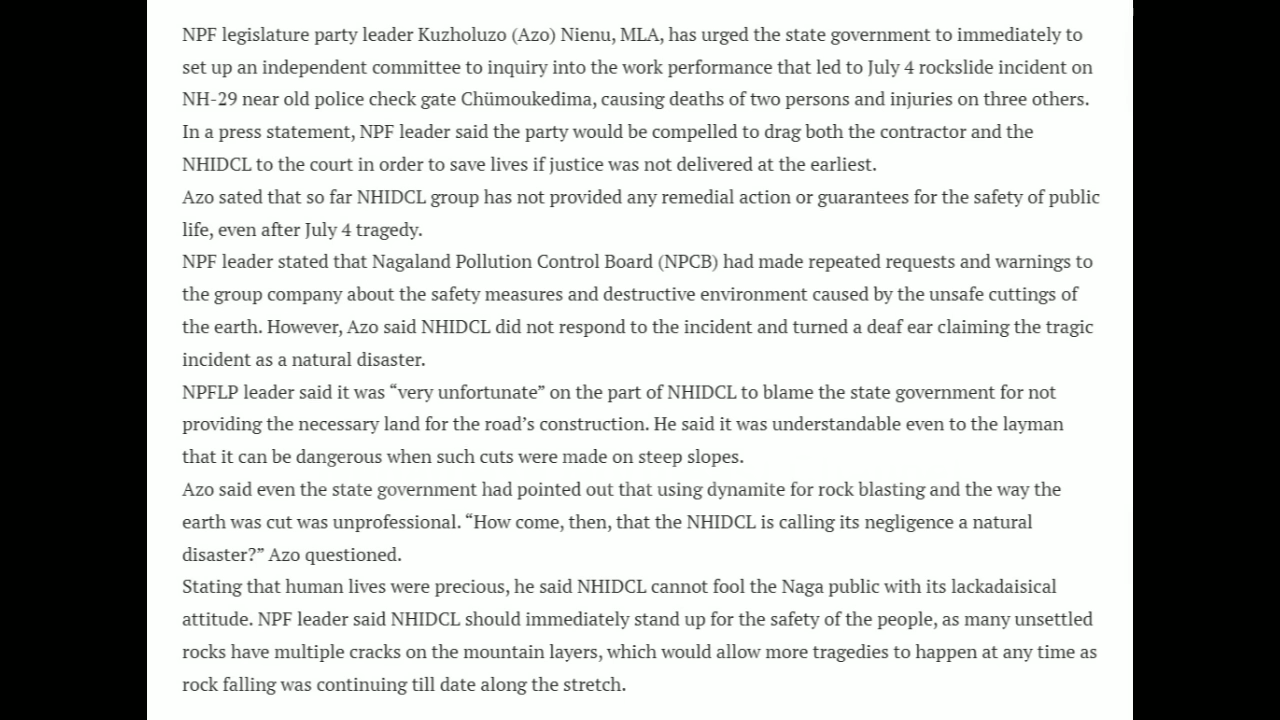 NPF legislature party leader Kuzholuzo (Azo) Nienu, MLA, has urged the state government to immediately to
set up an independent committee to inquiry into the work performance that led to July 4 rockslide incident on
NH-29 near old police check gate Chümoukedima, causing deaths of two persons and injuries on three others.
In a press statement, NPF leader said the party would be compelled to drag both the contractor and the
NHIDCL to the court in order to save lives if justice was not delivered at the earliest.
Azo sated that so far NHIDCL group has not provided any remedial action or guarantees for the safety of public
life, even after July 4 tragedy.
NPF leader stated that Nagaland Pollution Control Board (NPCB) had made repeated requests and warnings to
the group company about the safety measures and destructive environment caused by the unsafe cuttings of
the earth. However, Azo said NHIDCL did not respond to the incident and turned a deaf ear claiming the tragic
incident as a natural disaster.
NPFLP leader said it was “very unfortunate” on the part of NHIDCL to blame the state government for not
providing the necessary land for the road’s construction. He said it was understandable even to the layman
that it can be dangerous when such cuts were made on steep slopes.
Azo said even the state government had pointed out that using dynamite for rock blasting and the way the
earth was cut was unprofessional. “How come, then, that the NHIDCL is calling its negligence a natural
disaster?” Azo questioned.
Stating that human lives were precious, he said NHIDCL cannot fool the Naga public with its lackadaisical
attitude. NPF leader said NHIDCL should immediately stand up for the safety of the people, as many unsettled
rocks have multiple cracks on the mountain layers, which would allow more tragedies to happen at any time as
rock falling was continuing till date along the stretch.